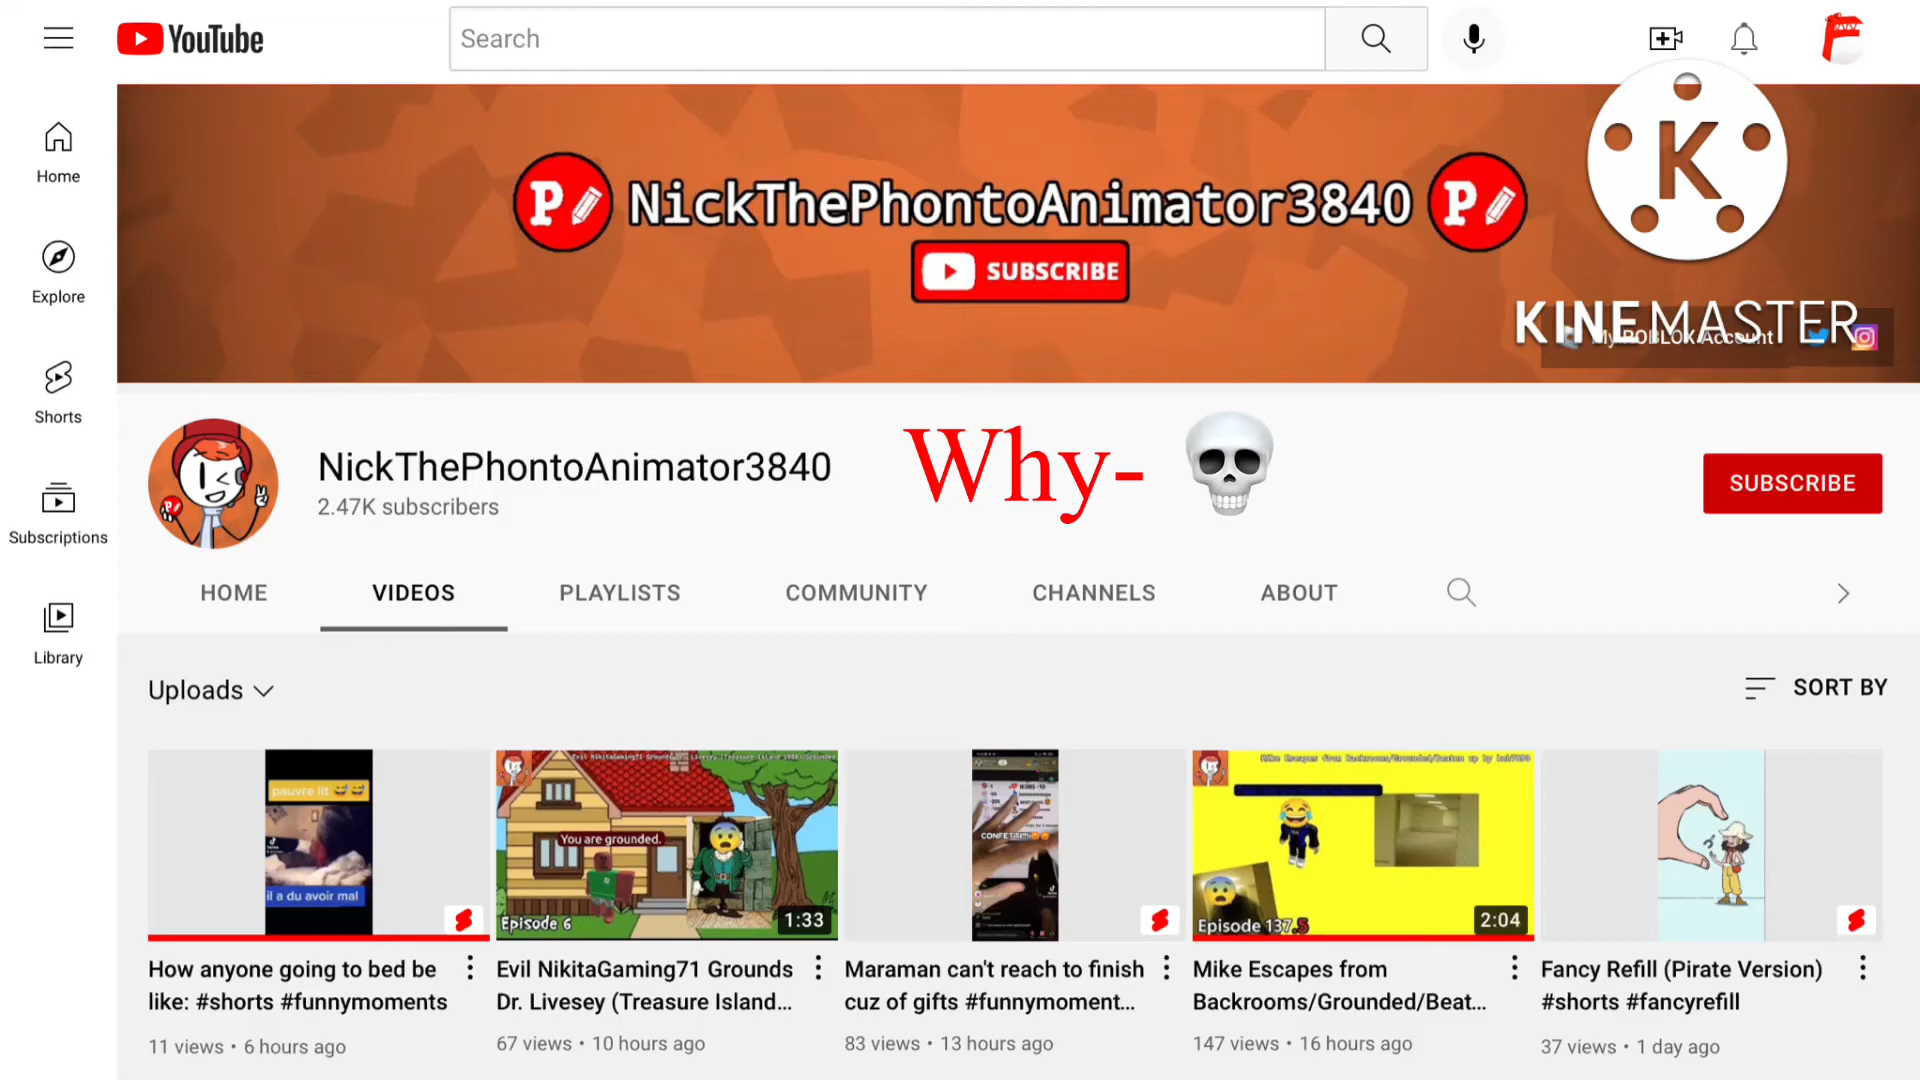 YouTube
Search
Home
Explore
Shorts
Subscriptions
Library
P NickThePhontoAnimator3840 P
SUBSCRIBE
K
KINEMASTER
My ROBLOX Account
NickThePhontoAnimator3840
2.47K subscribers
Why- 💀
SUBSCRIBE
HOME VIDEOS PLAYLISTS COMMUNITY CHANNELS ABOUT
Uploads
SORT BY
pauvre lit 😅😅
il a du avoir mal
How anyone going to bed be
like: #shorts #funnymoments
11 views • 6 hours ago
You are grounded.
Episode 6
1:33
Evil NikitaGaming71 Grounds
Dr. Livesey (Treasure Island...
67 views • 10 hours ago
Maraman can't reach to finish
cuz of gifts #funnymoment...
83 views • 13 hours ago
Episode 137.5
2:04
Mike Escapes from
Backrooms/Grounded/Beat...
147 views • 16 hours ago
Fancy Refill (Pirate Version)
#shorts #fancyrefill
37 views • 1 day ago